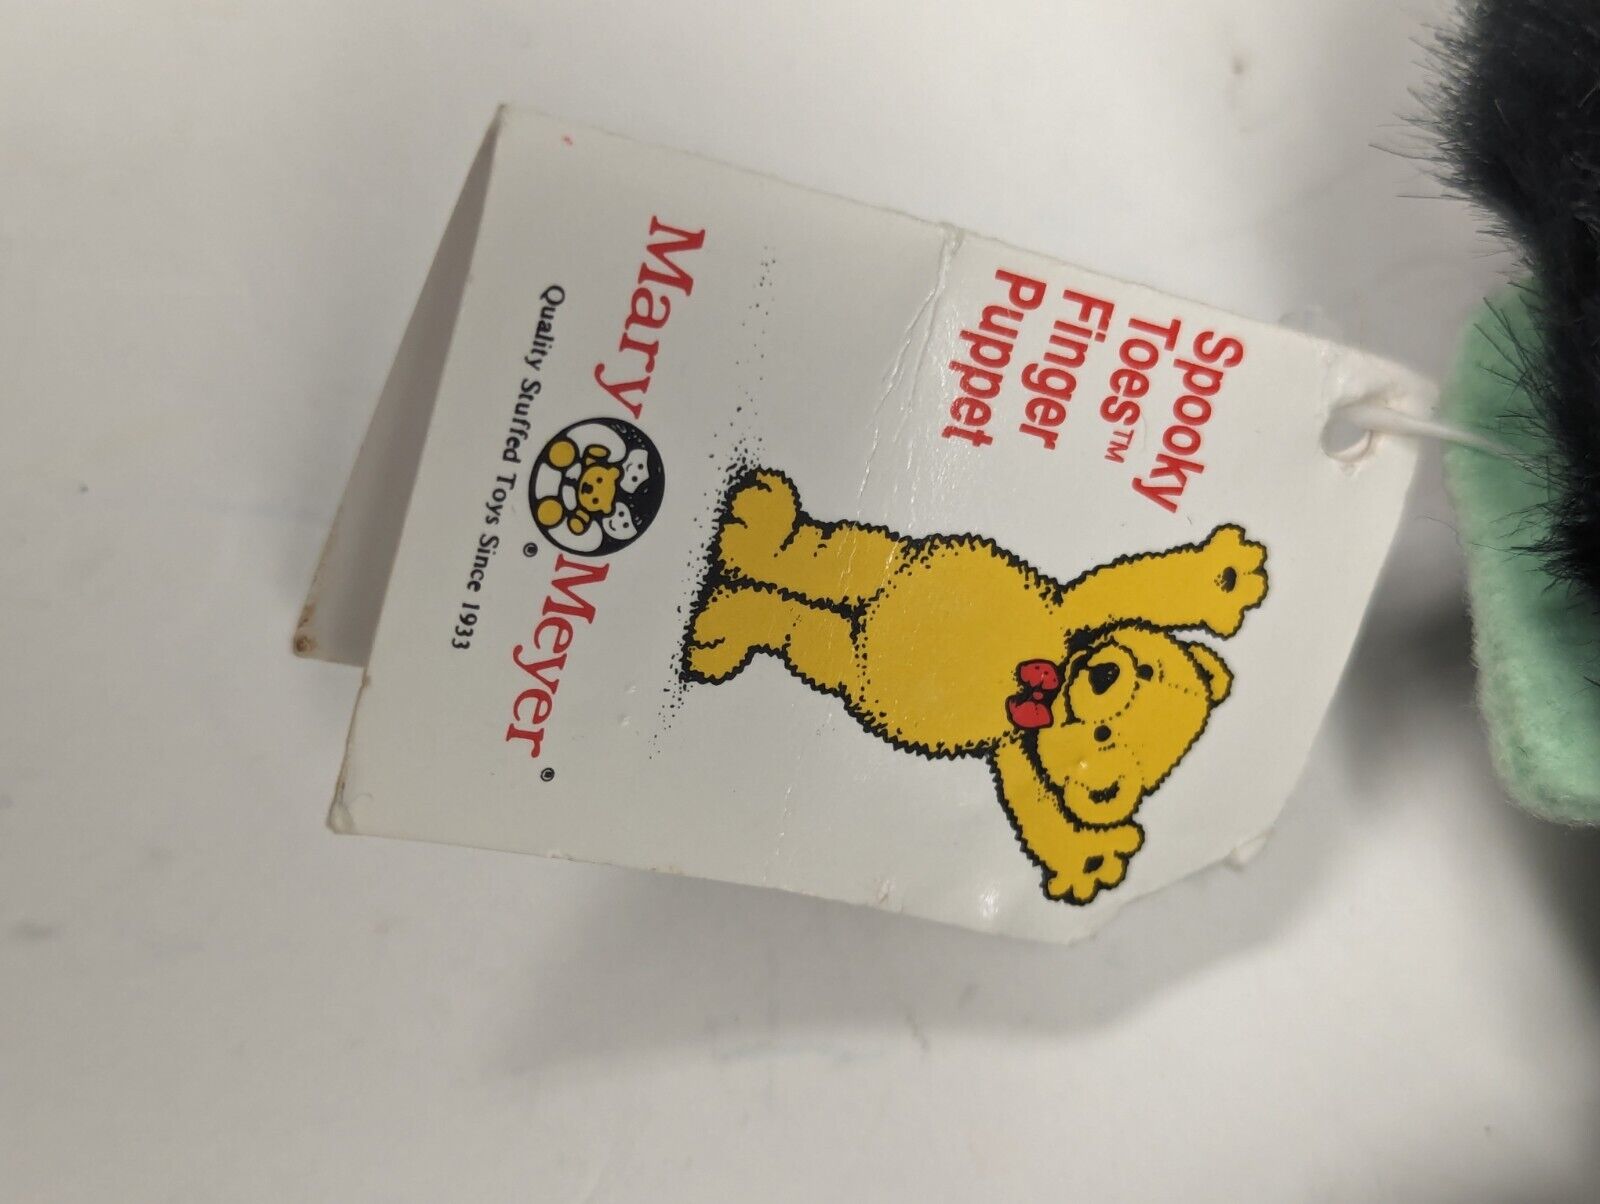 Spooky
Toes™
Finger
Puppet
Mary Meyer©
©
Quality Stuffed Toys Since 1933